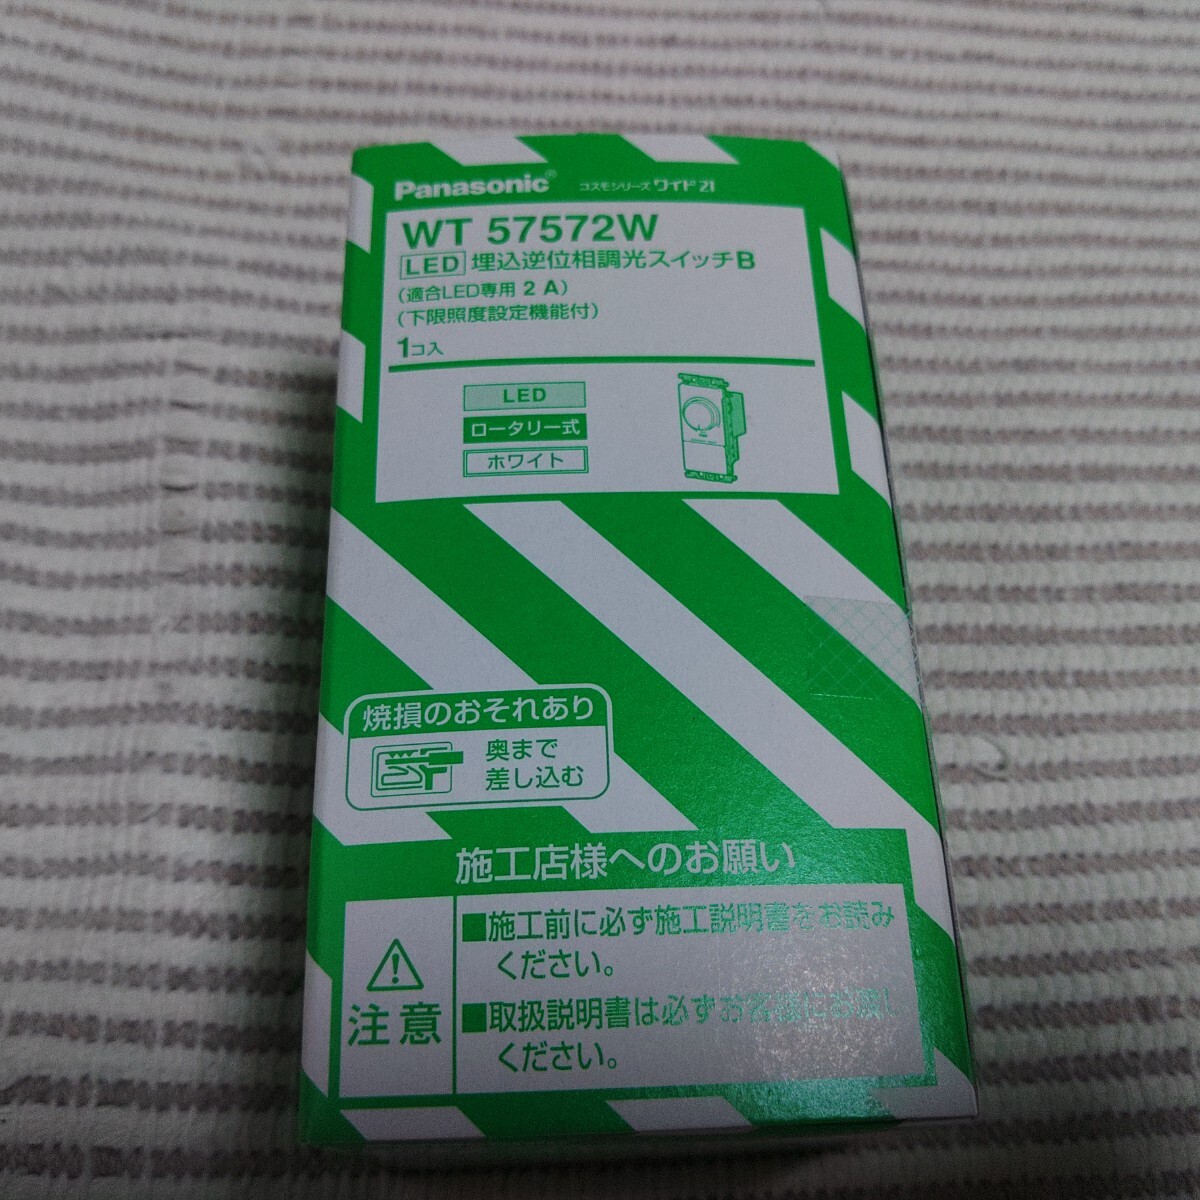 Panasonic® コスモシリーズ ワイド21
WT 57572W
LED 埋込逆位相調光スイッチB
（適合LED専用 2 A）
（下限照度設定機能付）
1コ入
LED
ロータリー式
ホワイト
焼損のおそれあり
奥まで
差し込む
施工店様へのお願い
注意
■施工前に必ず施工説明書をお読み
ください。
■取扱説明書は必ずお客様にお渡し
ください。